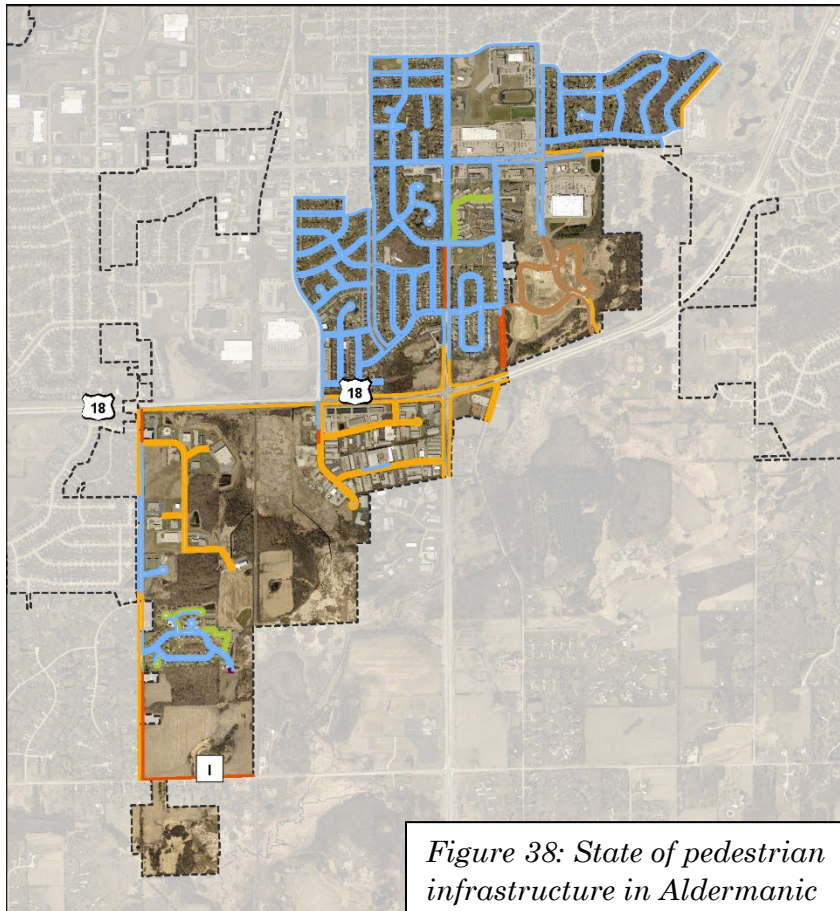 18
18
I
Figure 38: State of pedestrian
infrastructure in Aldermanic